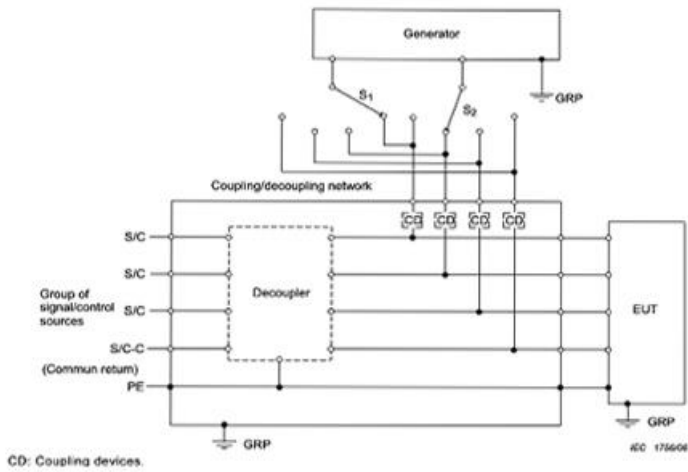 Generator
S1
S2
GRP
Coupling/decoupling network
CD CD CD CD
S/C
S/C
Group of
signal/control
sources
S/C
Decoupler
EUT
S/C-C
(Commun return)
PE
GRP
GRP
IEC 1756/06
CD: Coupling devices.